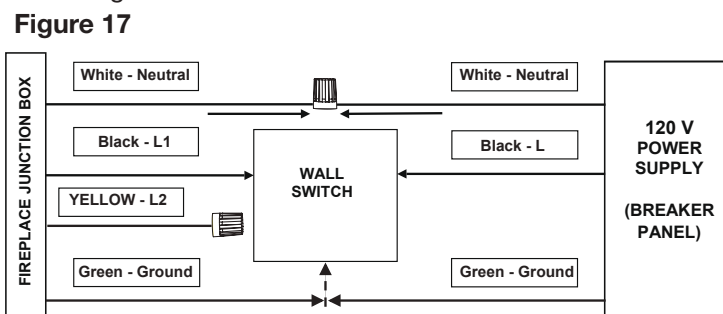 Figure 17
FIREPLACE JUNCTION BOX
White - Neutral
White - Neutral
Black - L1
Black - L
WALL
SWITCH
YELLOW - L2
Green - Ground
Green - Ground
120 V
POWER
SUPPLY
(BREAKER
PANEL)